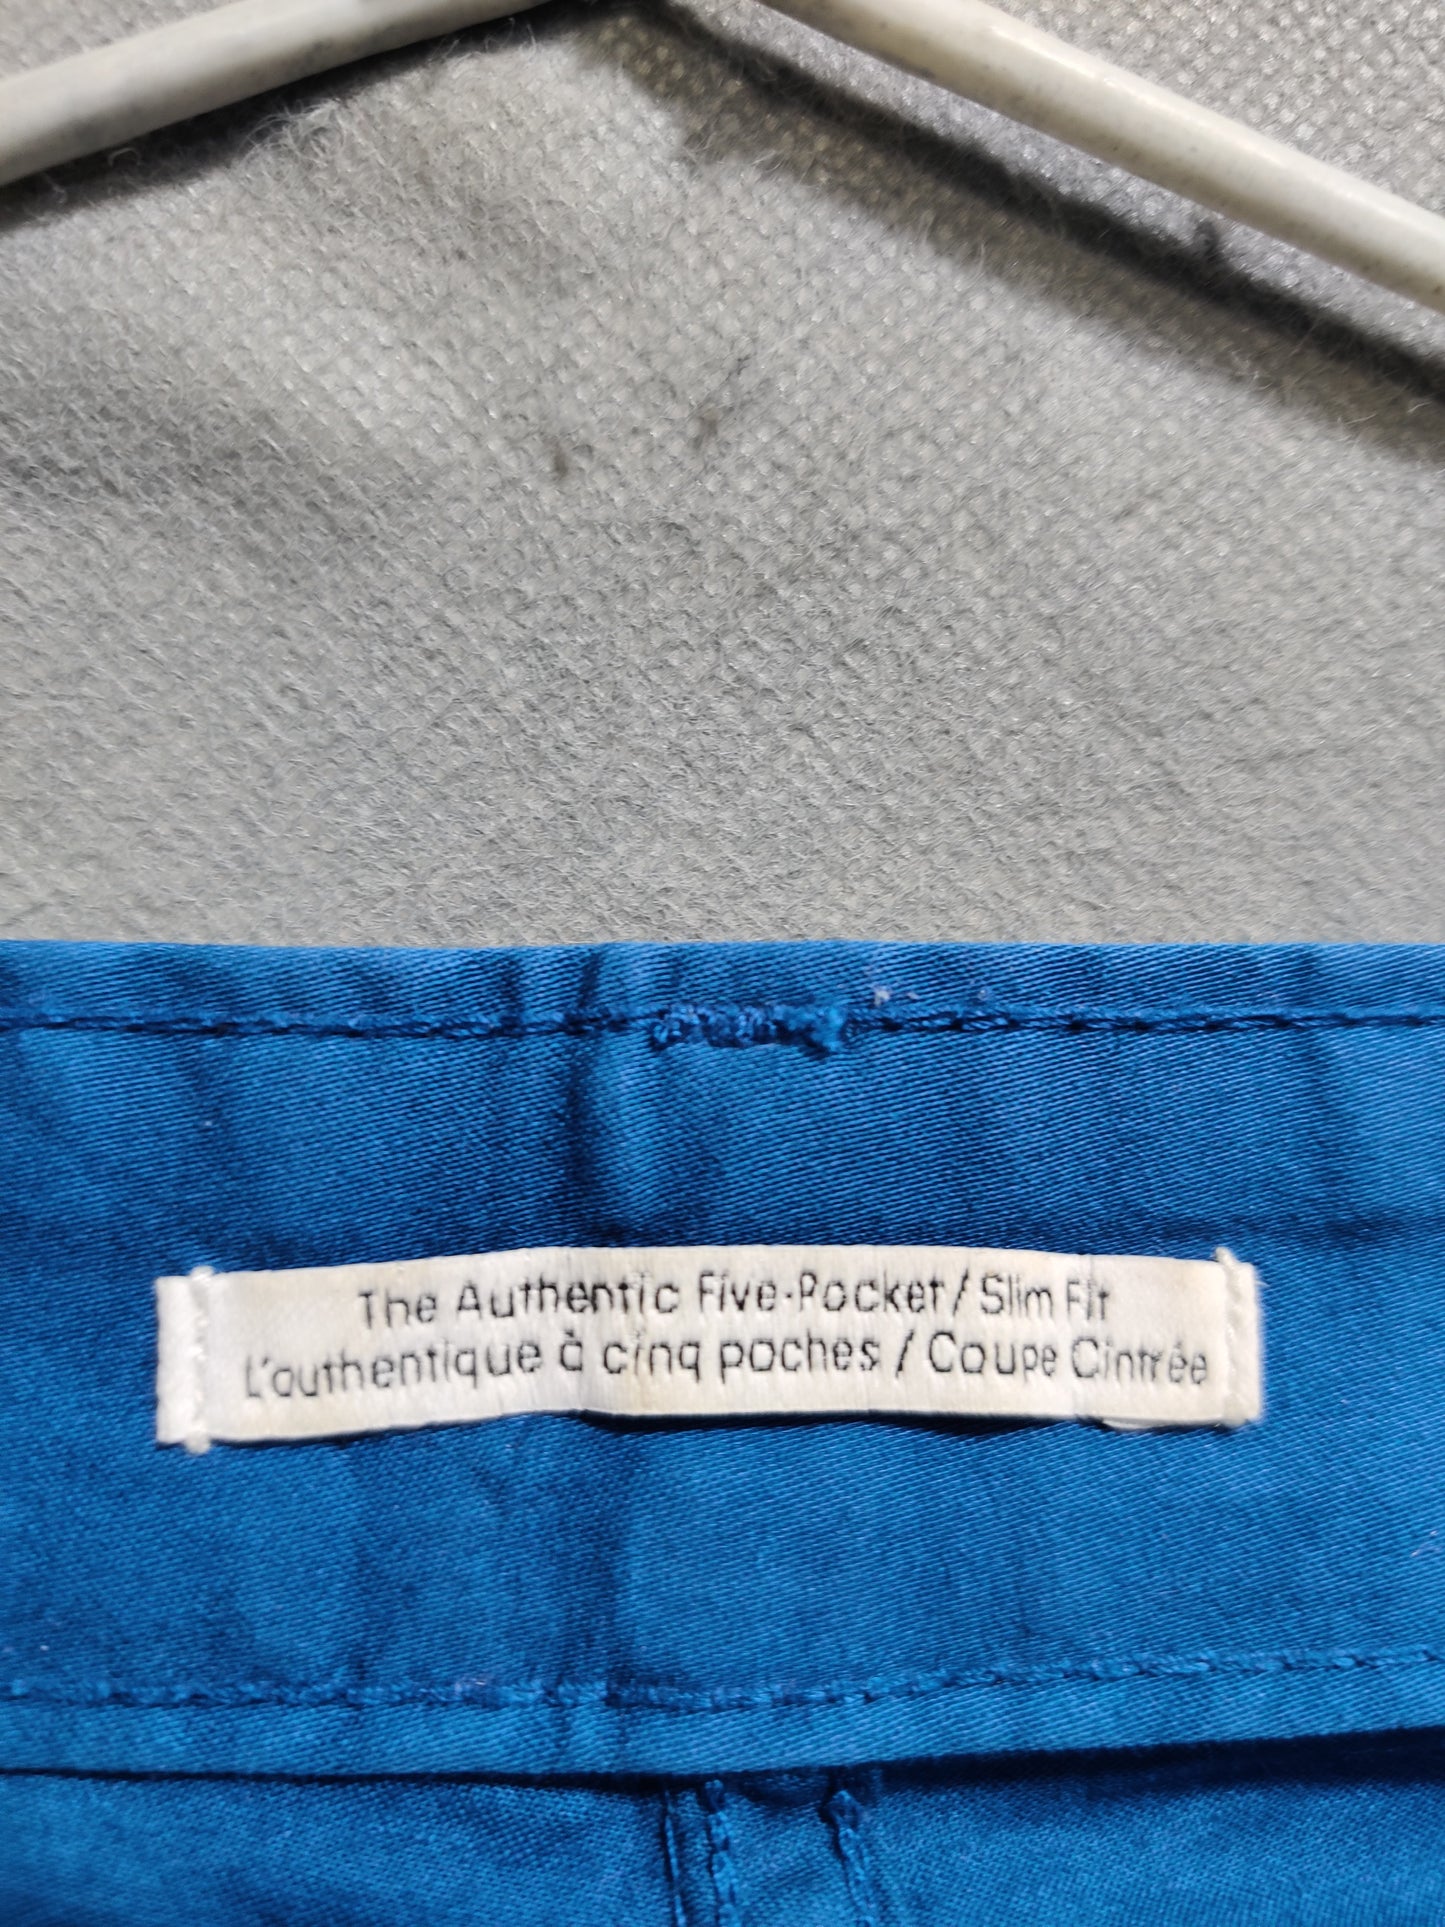 The Authentic Five-Pocket / Slim Fit
L'authentique à cinq poches / Coupe Cintrée